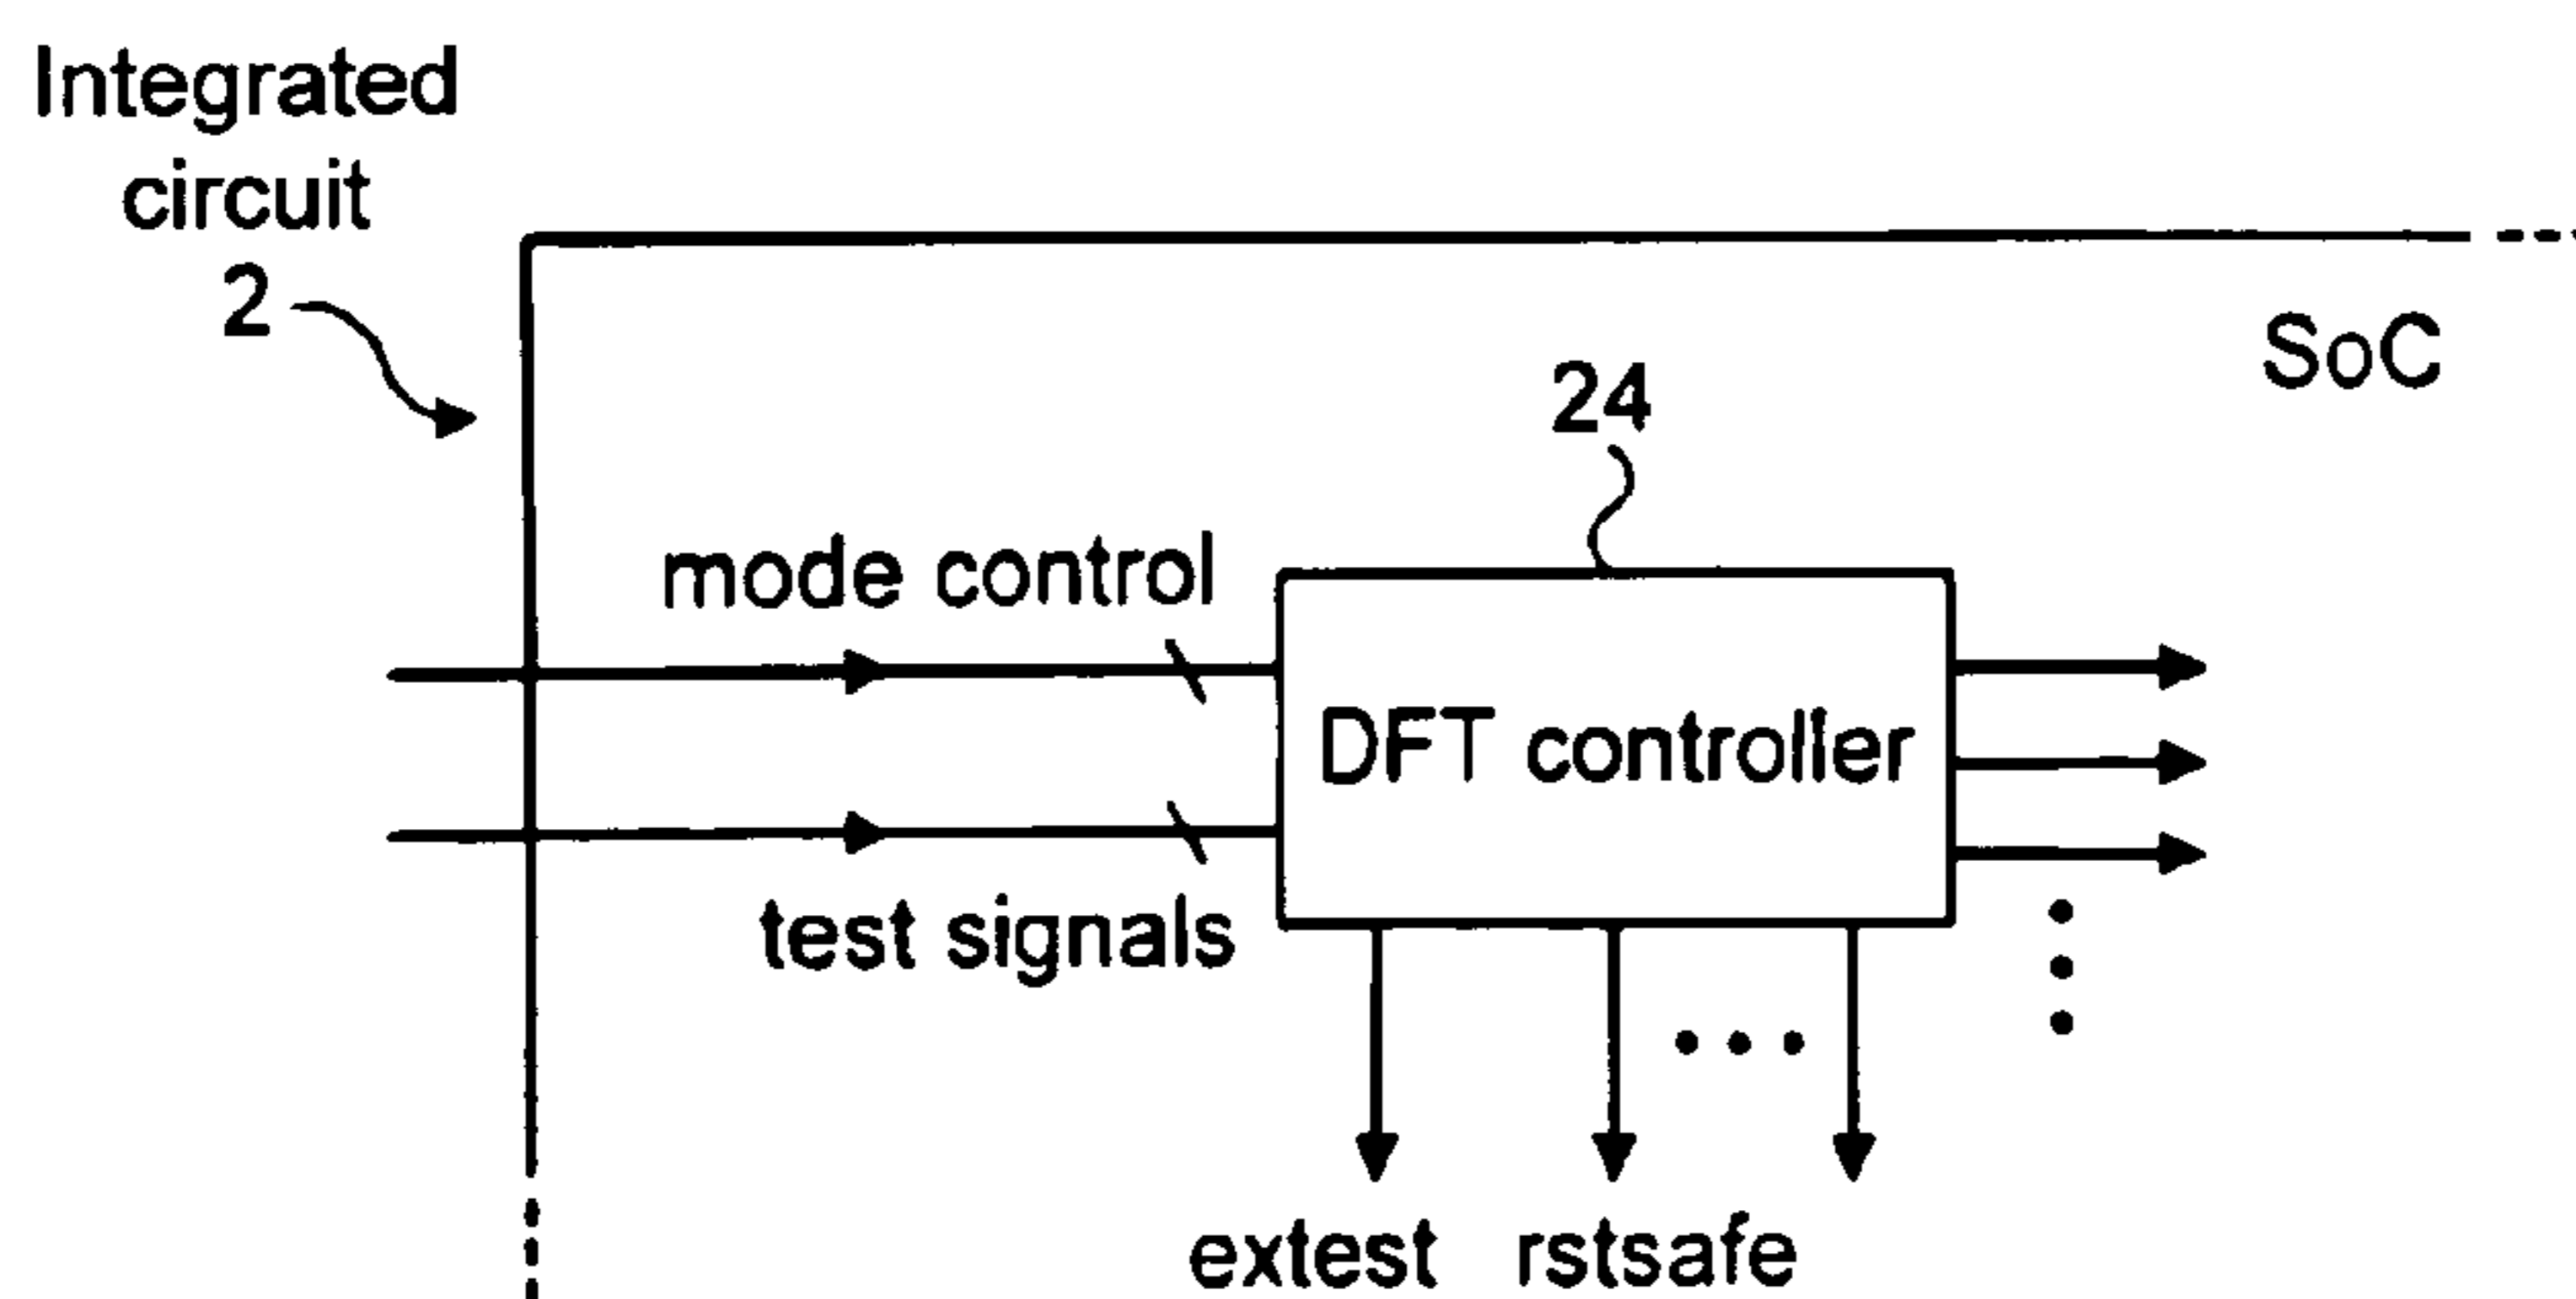 Integrated
circuit
2
SoC
24
mode control
DFT controller
test signals
extest rstsafe